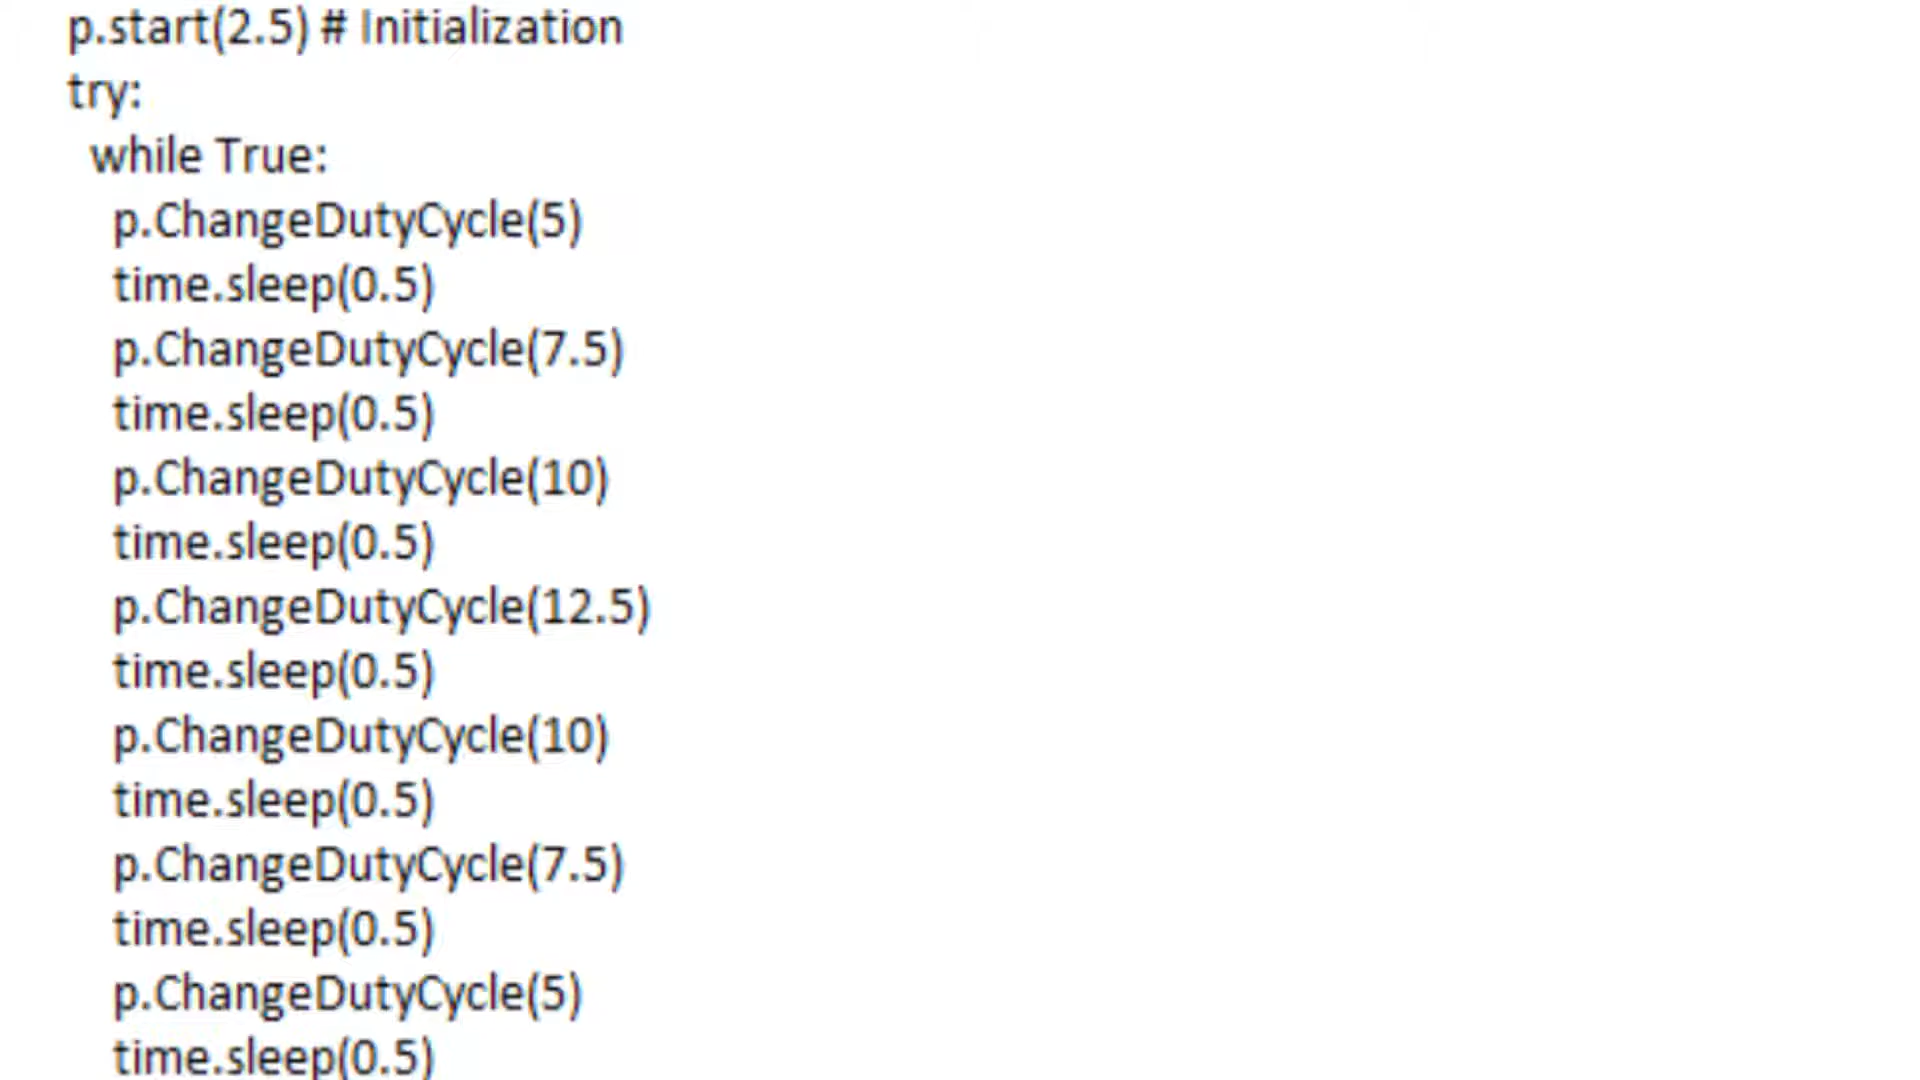 p.start(2.5) # Initialization
try:
while True:
p.ChangeDutyCycle(5)
time.sleep(0.5)
p.ChangeDutyCycle(7.5)
time.sleep(0.5)
p.ChangeDutyCycle(10)
time.sleep(0.5)
p.ChangeDutyCycle(12.5)
time.sleep(0.5)
p.ChangeDutyCycle(10)
time.sleep(0.5)
p.ChangeDutyCycle(7.5)
time.sleep(0.5)
p.ChangeDutyCycle(5)
time.sleep(0.5)